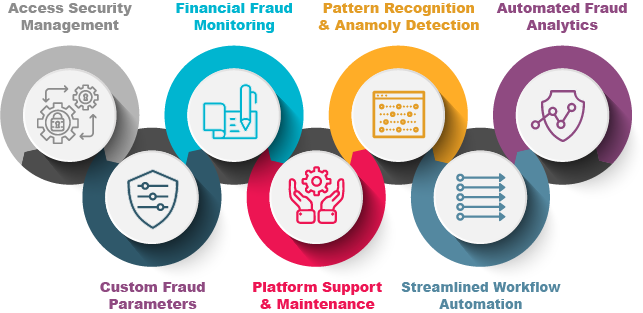 Access Security
Management
Financial Fraud
Monitoring
Pattern Recognition
& Anamoly Detection
Automated Fraud
Analytics
Custom Fraud
Parameters
Platform Support
& Maintenance
Streamlined Workflow
Automation